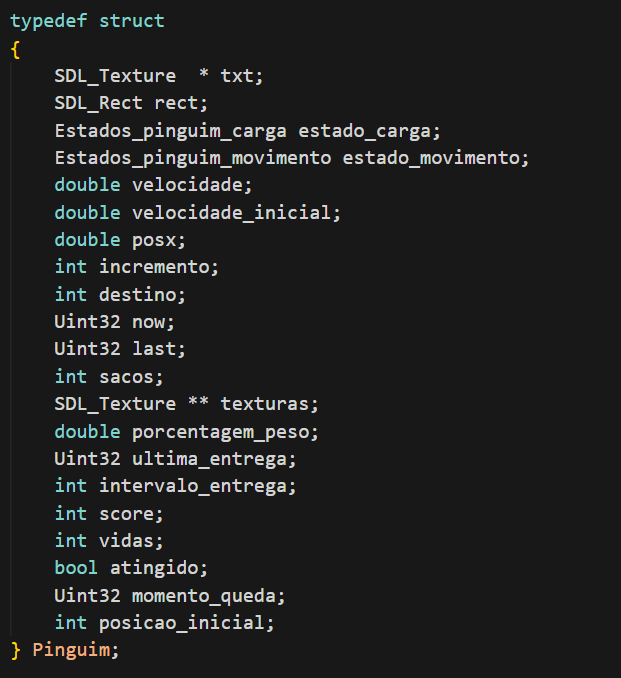 typedef struct
{
    SDL_Texture  * txt;
    SDL_Rect rect;
    Estados_pinguim_carga estado_carga;
    Estados_pinguim_movimento estado_movimento;
    double velocidade;
    double velocidade_inicial;
    double posx;
    int incremento;
    int destino;
    Uint32 now;
    Uint32 last;
    int sacos;
    SDL_Texture ** texturas;
    double porcentagem_peso;
    Uint32 ultima_entrega;
    int intervalo_entrega;
    int score;
    int vidas;
    bool atingido;
    Uint32 momento_queda;
    int posicao_inicial;
} Pinguim;